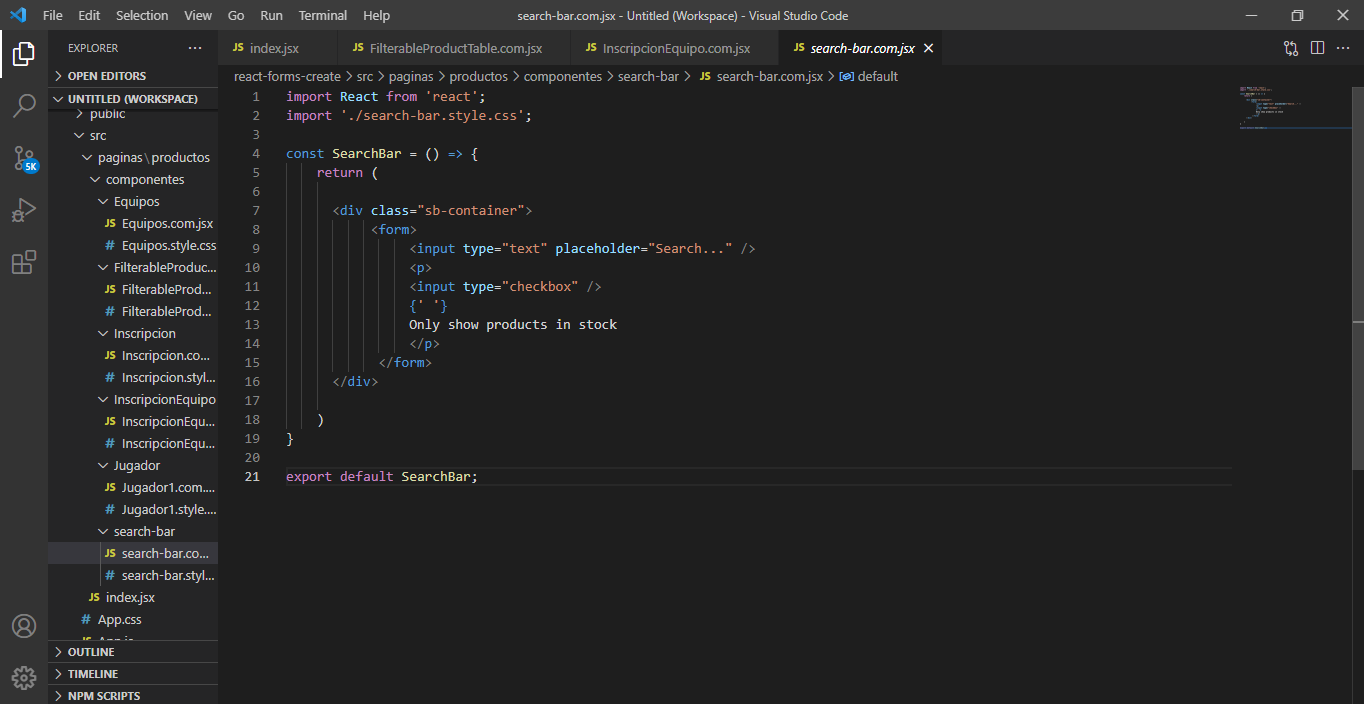 File Edit Selection View Go Run Terminal Help search-bar.com.jsx - Untitled (Workspace) - Visual Studio Code
EXPLORER ···
OPEN EDITORS
UNTITLED (WORKSPACE)
public
src
paginas\productos
componentes
Equipos
JS Equipos.com.jsx
# Equipos.style.css
FilterableProduc...
JS FilterableProd...
# FilterableProd...
Inscripcion
JS Inscripcion.co...
# Inscripcion.styl...
InscripcionEquipo
JS InscripcionEqu...
# InscripcionEqu...
Jugador
JS Jugador1.com....
# Jugador1.style....
search-bar
JS search-bar.co...
# search-bar.styl...
JS index.jsx
# App.css
OUTLINE
TIMELINE
NPM SCRIPTS
5K
JS index.jsx JS FilterableProductTable.com.jsx JS InscripcionEquipo.com.jsx JS search-bar.com.jsx
react-forms-create > src > paginas > productos > componentes > search-bar > JS search-bar.com.jsx > default
1 import React from 'react';
2 import './search-bar.style.css';
3
4 const SearchBar = () => {
5 return (
6
7 <div class="sb-container">
8 <form>
9 <input type="text" placeholder="Search..." />
10 <p>
11 <input type="checkbox" />
12 {' '}
13 Only show products in stock
14 </p>
15 </form>
16 </div>
17
18 )
19 }
20
21 export default SearchBar;